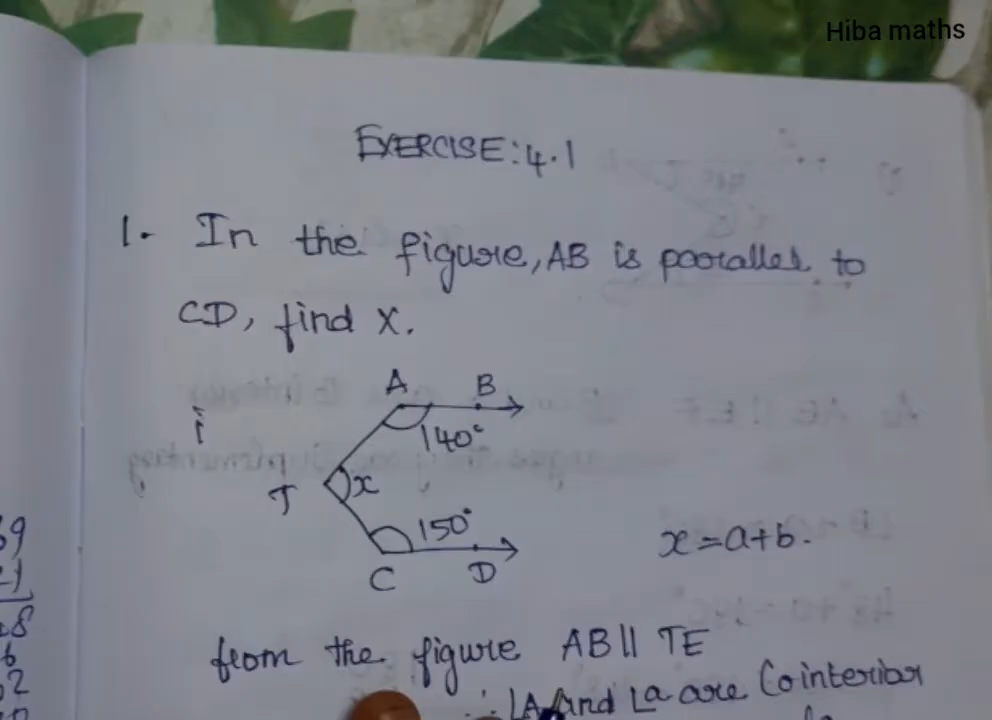 Hiba maths
EXERCISE: 4.1
1. In the figure, AB is parallel to
CD, find x.
i
A B
140°
T x
150°
C D
x = a + b.
from the figure AB || TE
∴ ∠A and ∠a are Cointerior